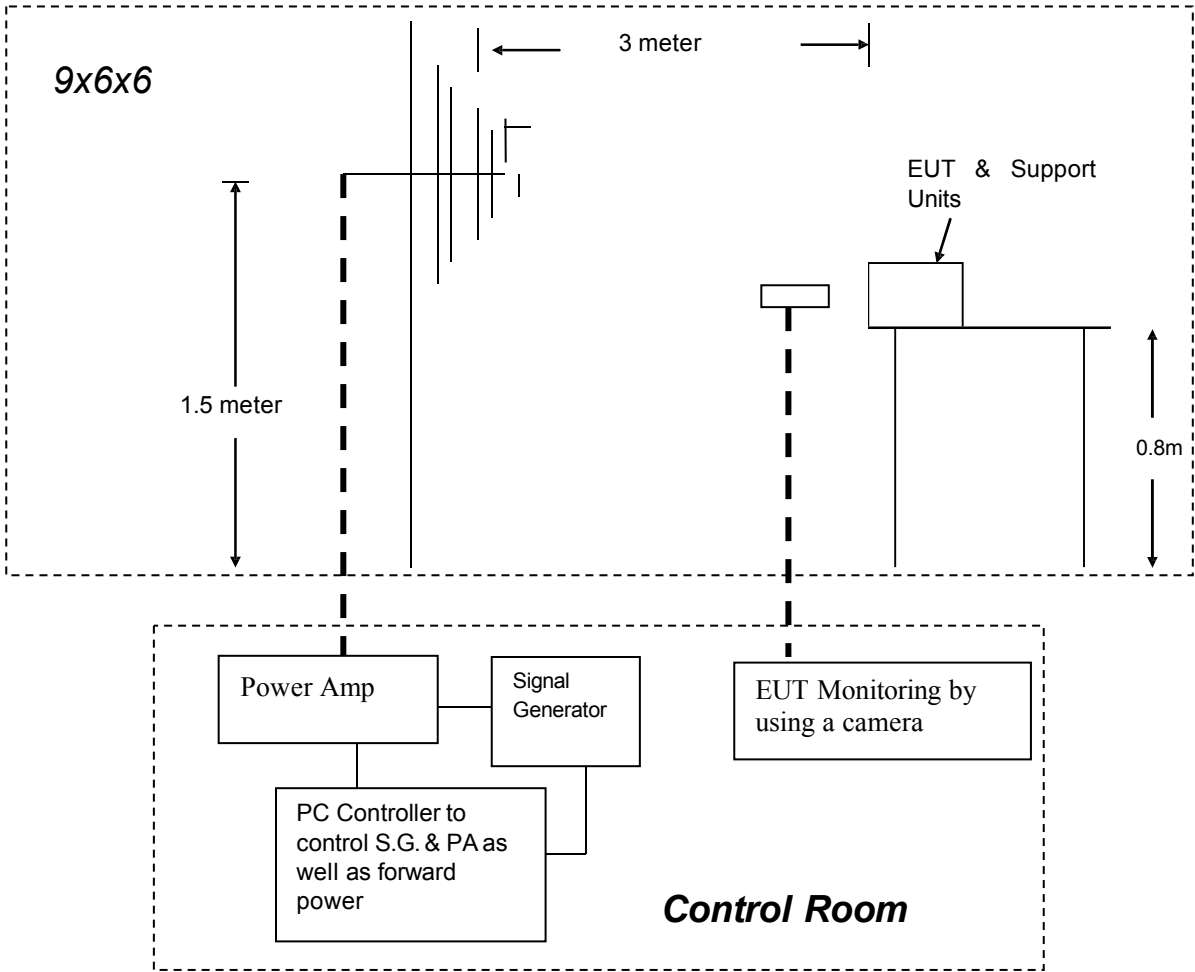 3 meter
9x6x6
EUT & Support
Units
1.5 meter
0.8m
Power Amp
Signal
Generator
EUT Monitoring by
using a camera
PC Controller to
control S.G. & PA as
well as forward
power
Control Room